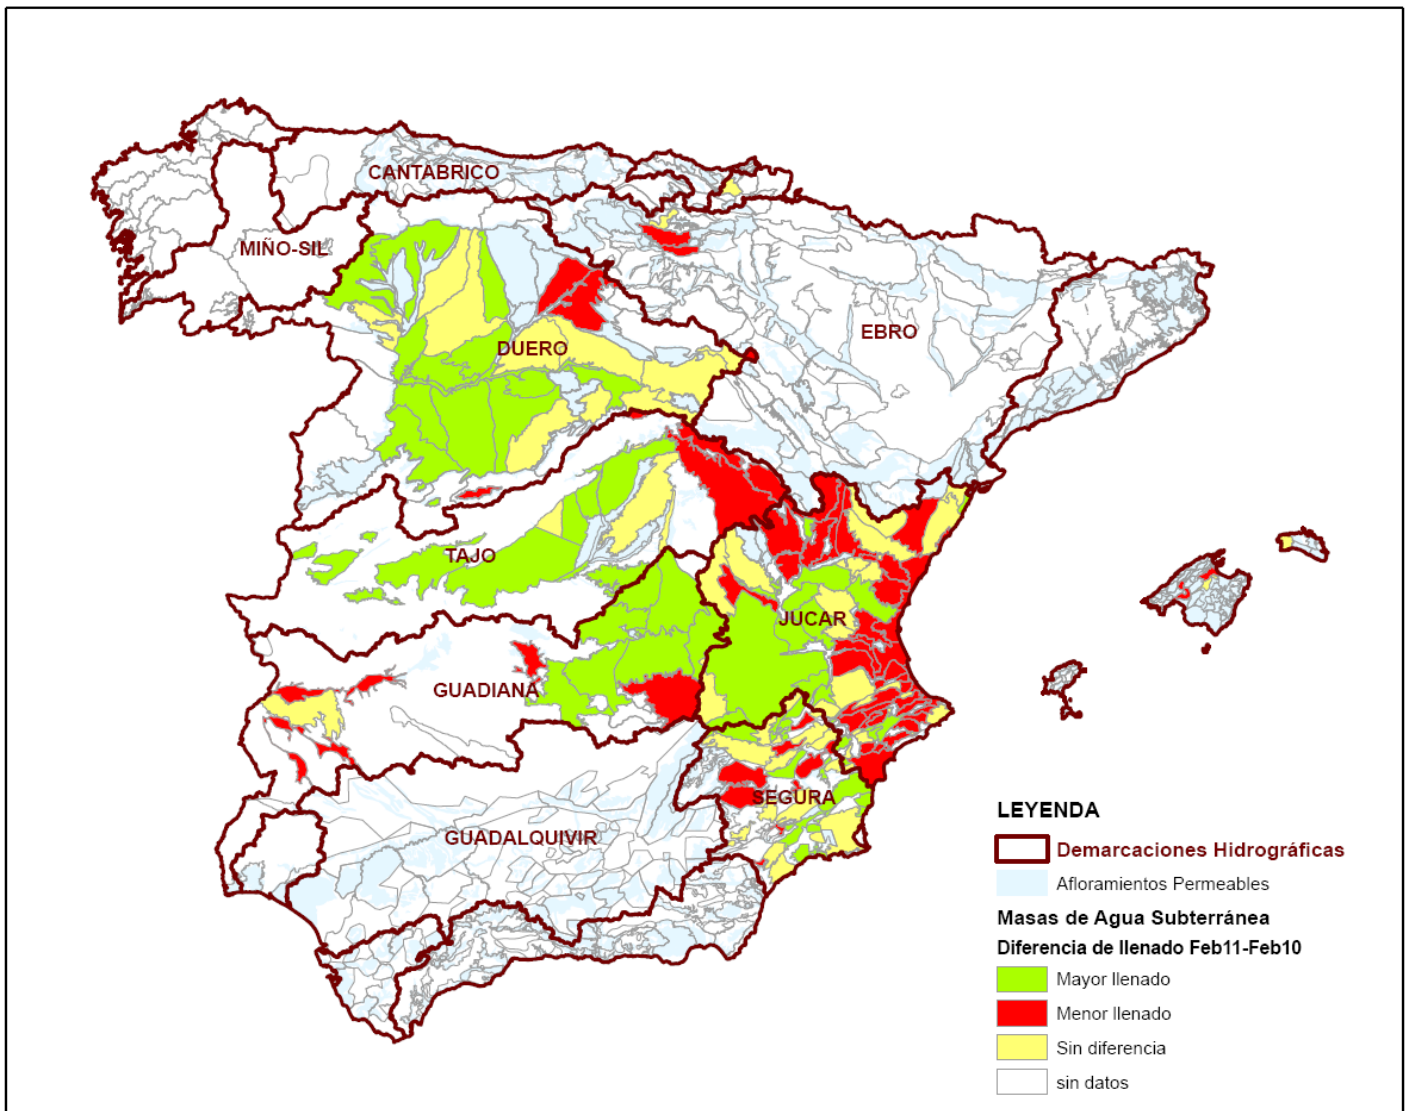 CANTABRICO
MIÑO-SIL
EBRO
DUERO
TAJO
JUCAR
GUADIANA
SEGURA
GUADALQUIVIR
LEYENDA
Demarcaciones Hidrográficas
Afloramientos Permeables
Masas de Agua Subterránea
Diferencia de llenado Feb11-Feb10
Mayor llenado
Menor llenado
Sin diferencia
sin datos